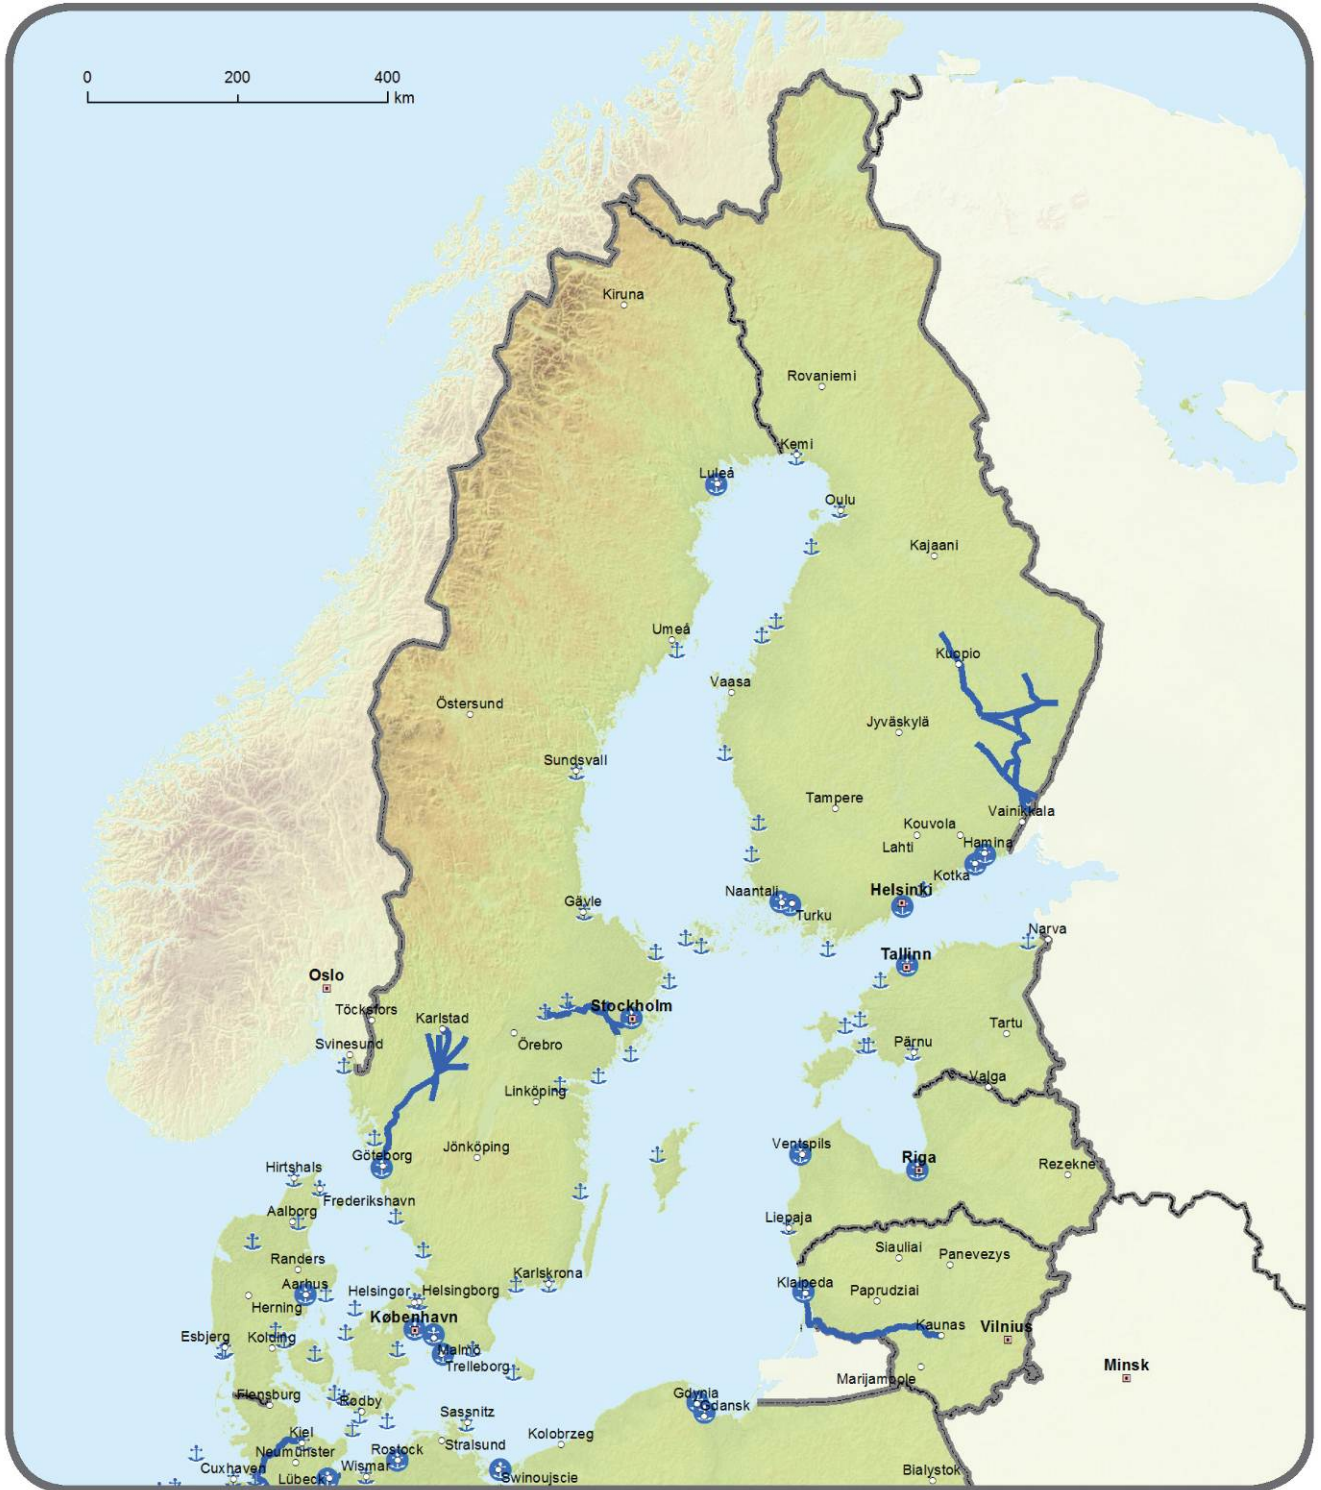 0 200 400
km
Kiruna
Rovaniemi
Kemi
Luleå
Oulu
Kajaani
Umeå
Kuopio
Vaasa
Östersund
Jyväskylä
Sundsvall
Tampere
Vainikkala
Kouvola
Lahti
Hamina
Kotka
Naantali
Helsinki
Gävle
Turku
Narva
Tallinn
Oslo
Töcksfors
Stockholm
Karlstad
Tartu
Svinesund
Örebro
Pärnu
Valga
Linköping
Jönköping
Göteborg
Ventspils
Riga
Rezekne
Hirtshals
Frederikshavn
Aalborg
Liepaja
Siauliai
Panevezys
Randers
Karlskrona
Aarhus
Helsingør
Helsingborg
Klaipeda
Paprudziai
Herning
København
Kaunas
Vilnius
Esbjerg
Kolding
Malmö
Trelleborg
Minsk
Marijampole
Flensburg
Rødby
Gdynia
Gdansk
Sassnitz
Kiel
Kolobrzeg
Neumünster
Rostock
Stralsund
Cuxhaven
Wismar
Lübeck
Swinoujscie
Bialystok